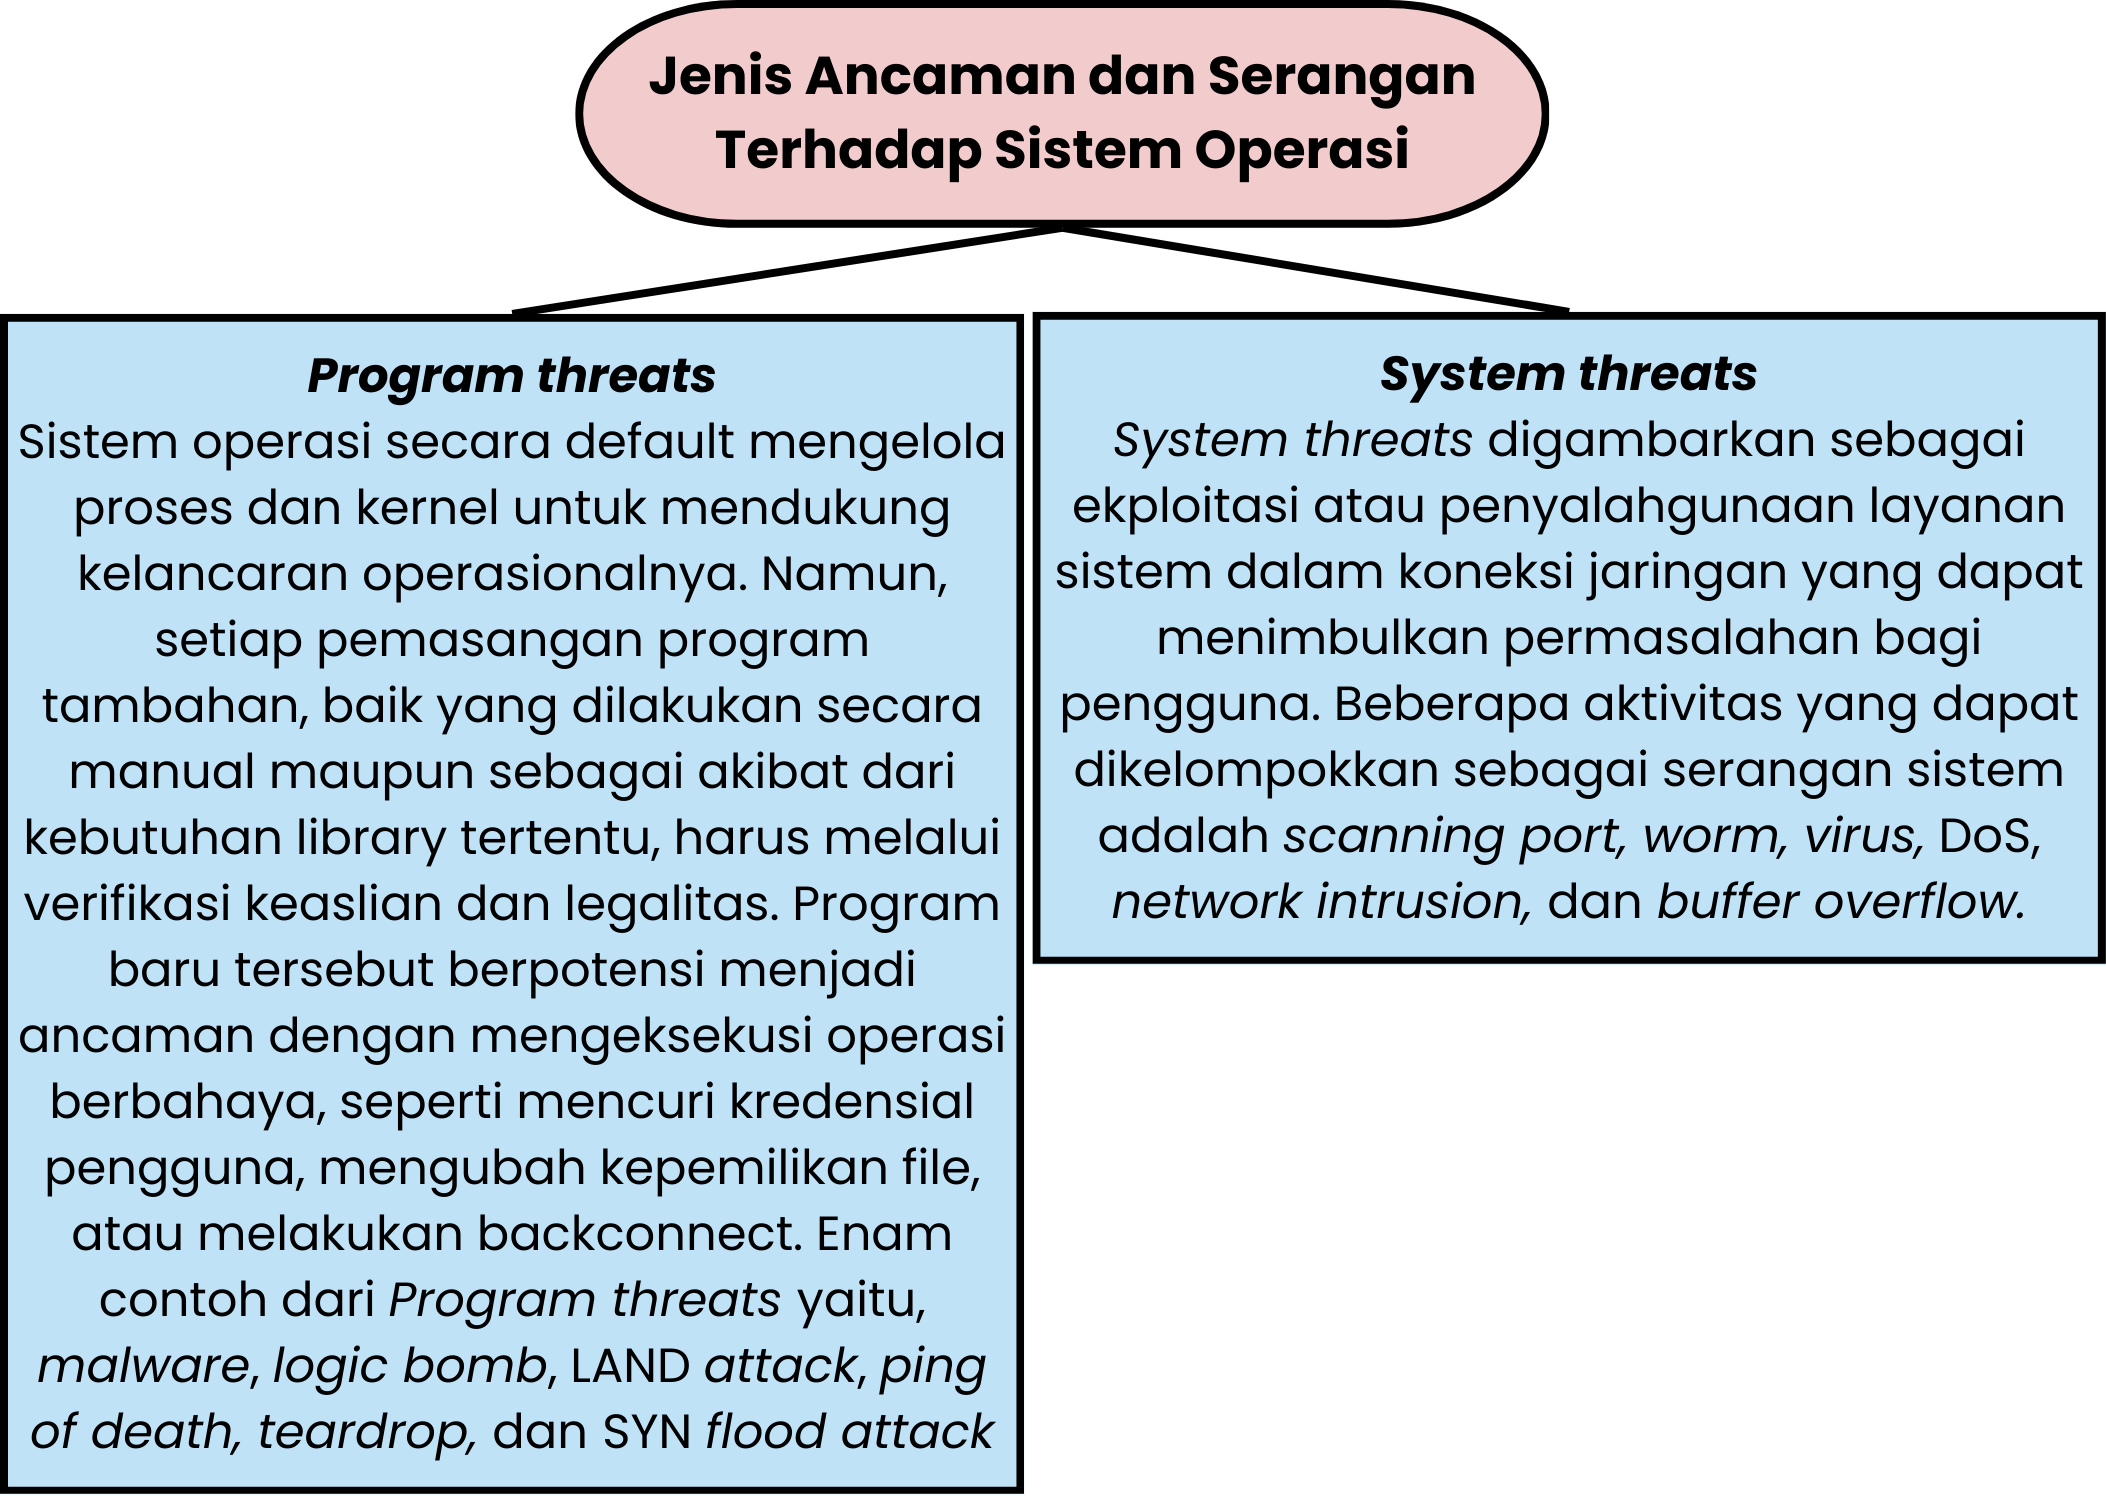 Jenis Ancaman dan Serangan
Terhadap Sistem Operasi
Program threats
Sistem operasi secara default mengelola
proses dan kernel untuk mendukung
kelancaran operasionalnya. Namun,
setiap pemasangan program
tambahan, baik yang dilakukan secara
manual maupun sebagai akibat dari
kebutuhan library tertentu, harus melalui
verifikasi keaslian dan legalitas. Program
baru tersebut berpotensi menjadi
ancaman dengan mengeksekusi operasi
berbahaya, seperti mencuri kredensial
pengguna, mengubah kepemilikan file,
atau melakukan backconnect. Enam
contoh dari Program threats yaitu,
malware, logic bomb, LAND attack, ping
of death, teardrop, dan SYN flood attack
System threats
System threats digambarkan sebagai
ekploitasi atau penyalahgunaan layanan
sistem dalam koneksi jaringan yang dapat
menimbulkan permasalahan bagi
pengguna. Beberapa aktivitas yang dapat
dikelompokkan sebagai serangan sistem
adalah scanning port, worm, virus, DoS,
network intrusion, dan buffer overflow.